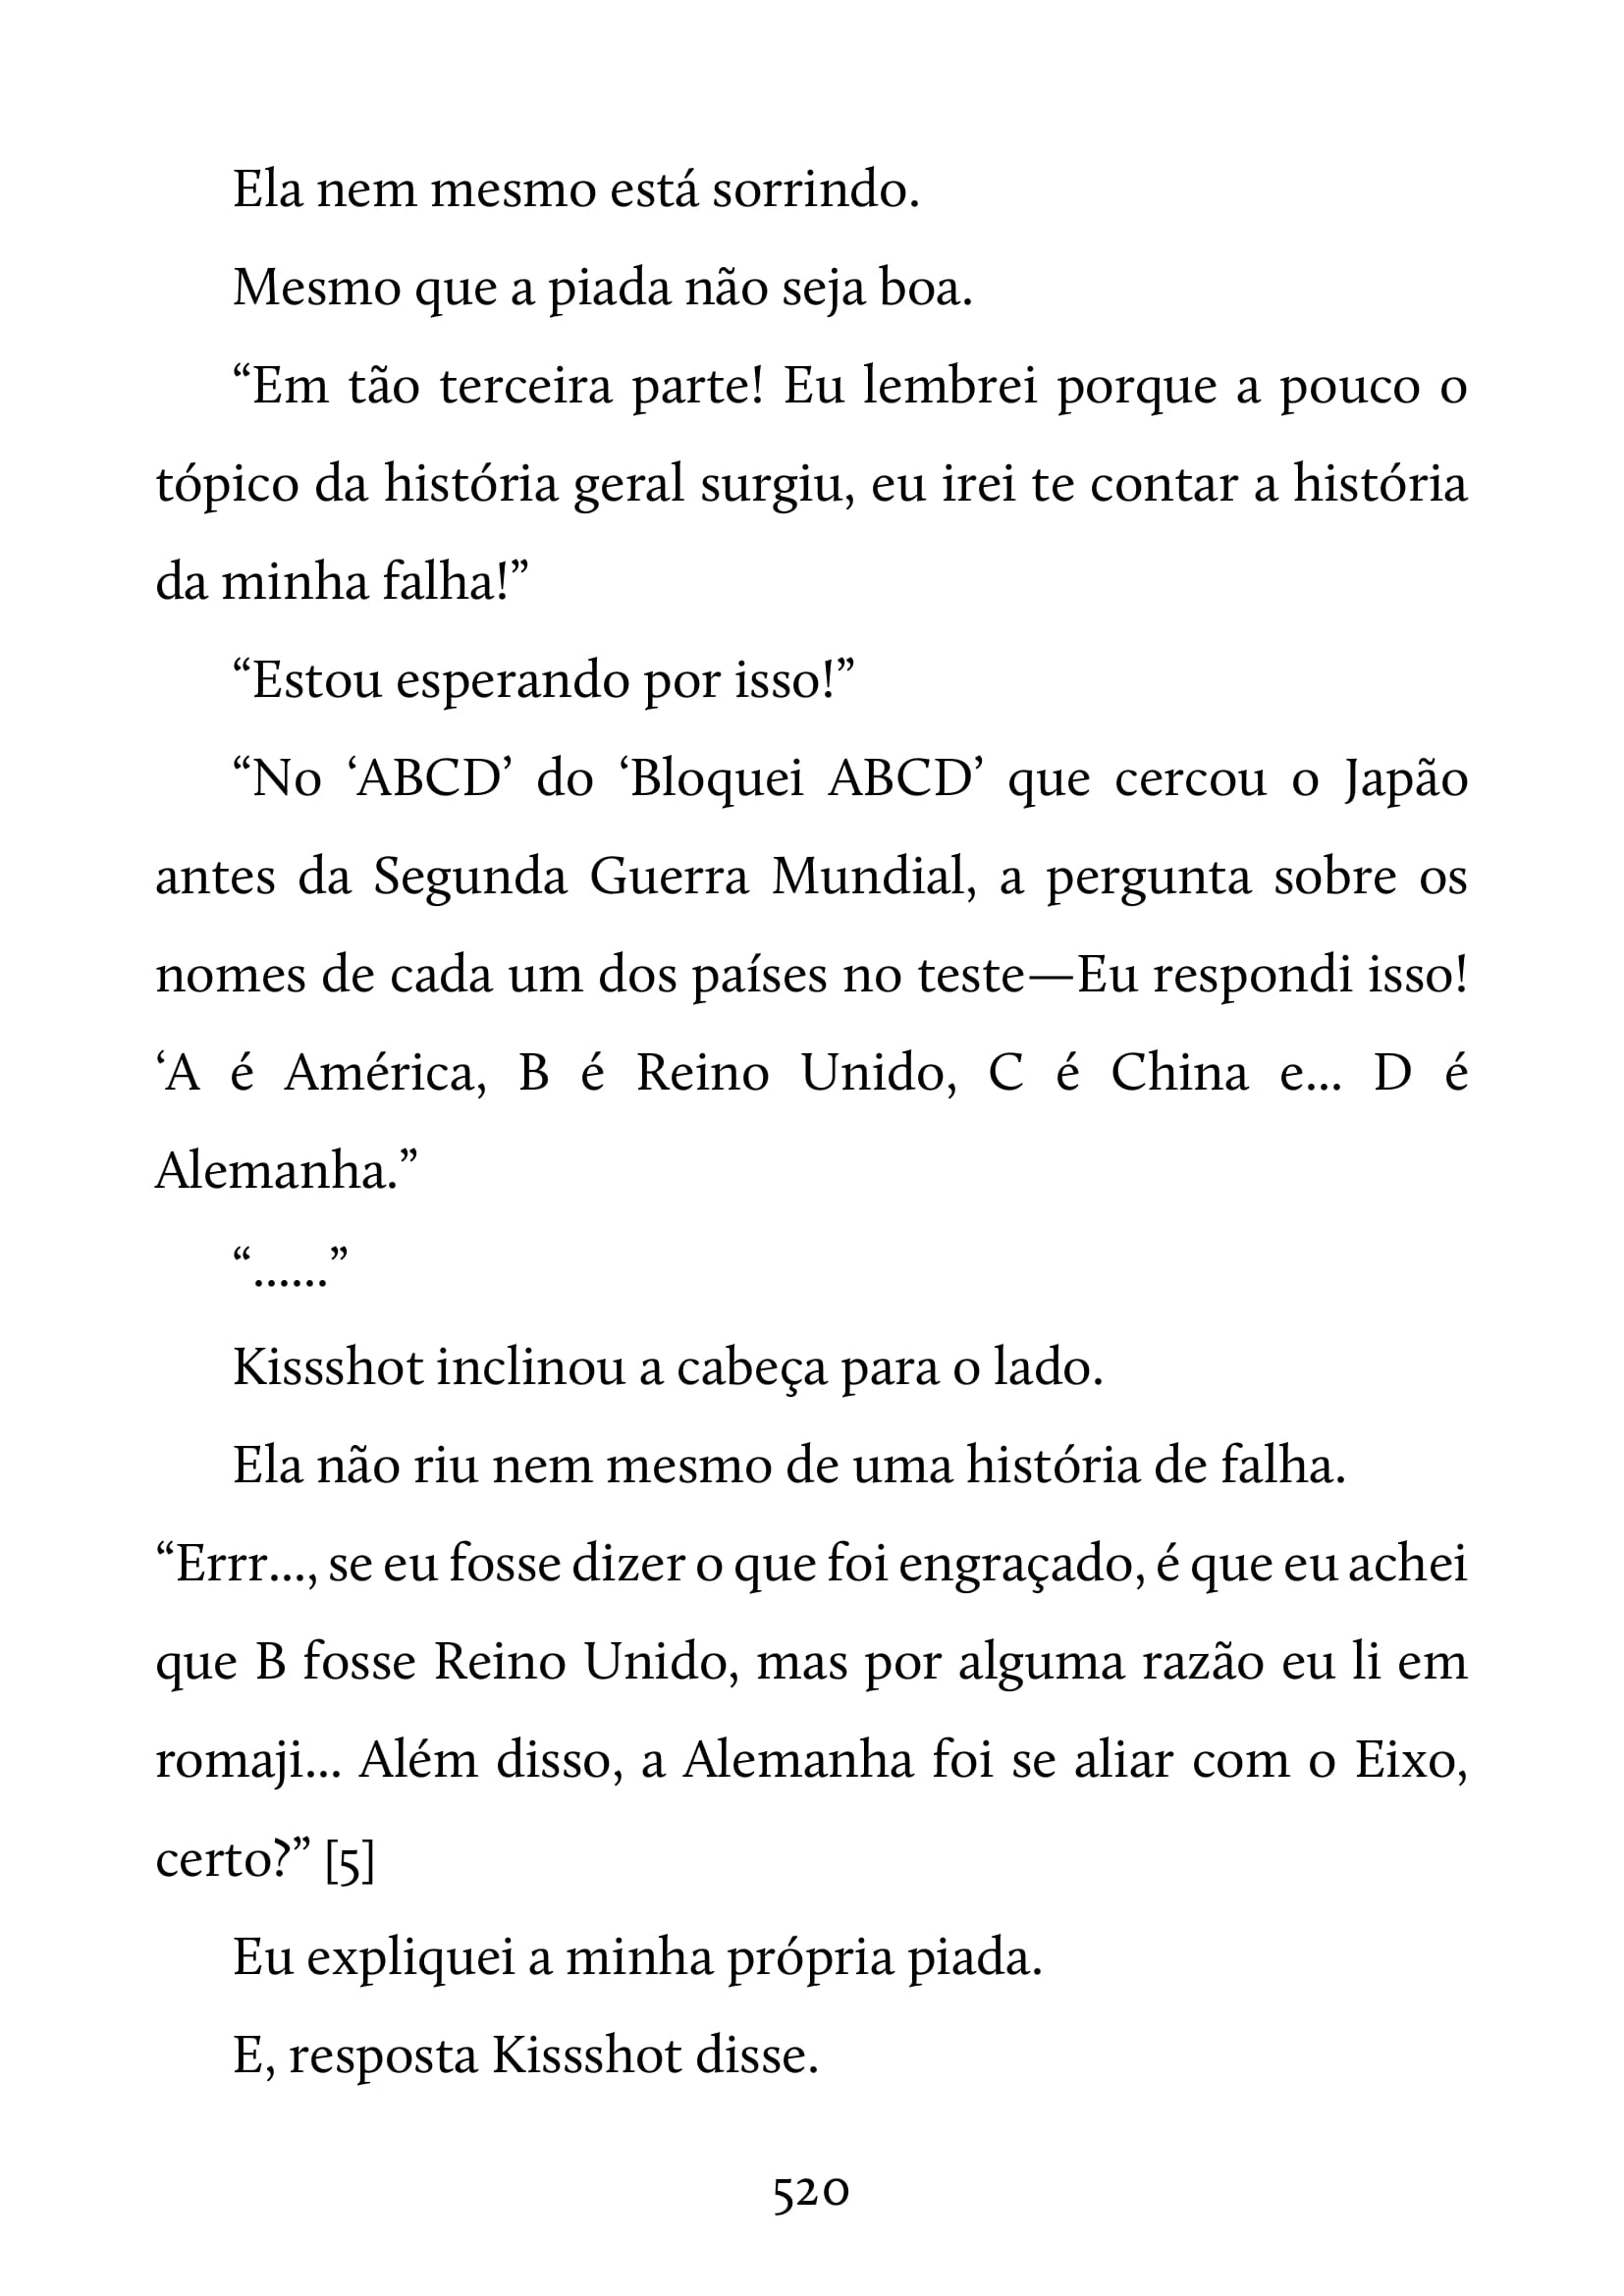 Ela nem mesmo está sorrindo.
Mesmo que a piada não seja boa.
“Em tão terceira parte! Eu lembrei porque a pouco o
tópico da história geral surgiu, eu irei te contar a história
da minha falha!”
“Estou esperando por isso!”
“No ‘ABCD’ do ‘Bloquei ABCD’ que cercou o Japão
antes da Segunda Guerra Mundial, a pergunta sobre os
nomes de cada um dos países no teste—Eu respondi isso!
‘A é América, B é Reino Unido, C é China e... D é
Alemanha.”
“......”
Kissshot inclinou a cabeça para o lado.
Ela não riu nem mesmo de uma história de falha.
“Errr..., se eu fosse dizer o que foi engraçado, é que eu achei
que B fosse Reino Unido, mas por alguma razão eu li em
romaji... Além disso, a Alemanha foi se aliar com o Eixo,
certo?” [5]
Eu expliquei a minha própria piada.
E, resposta Kissshot disse.
520